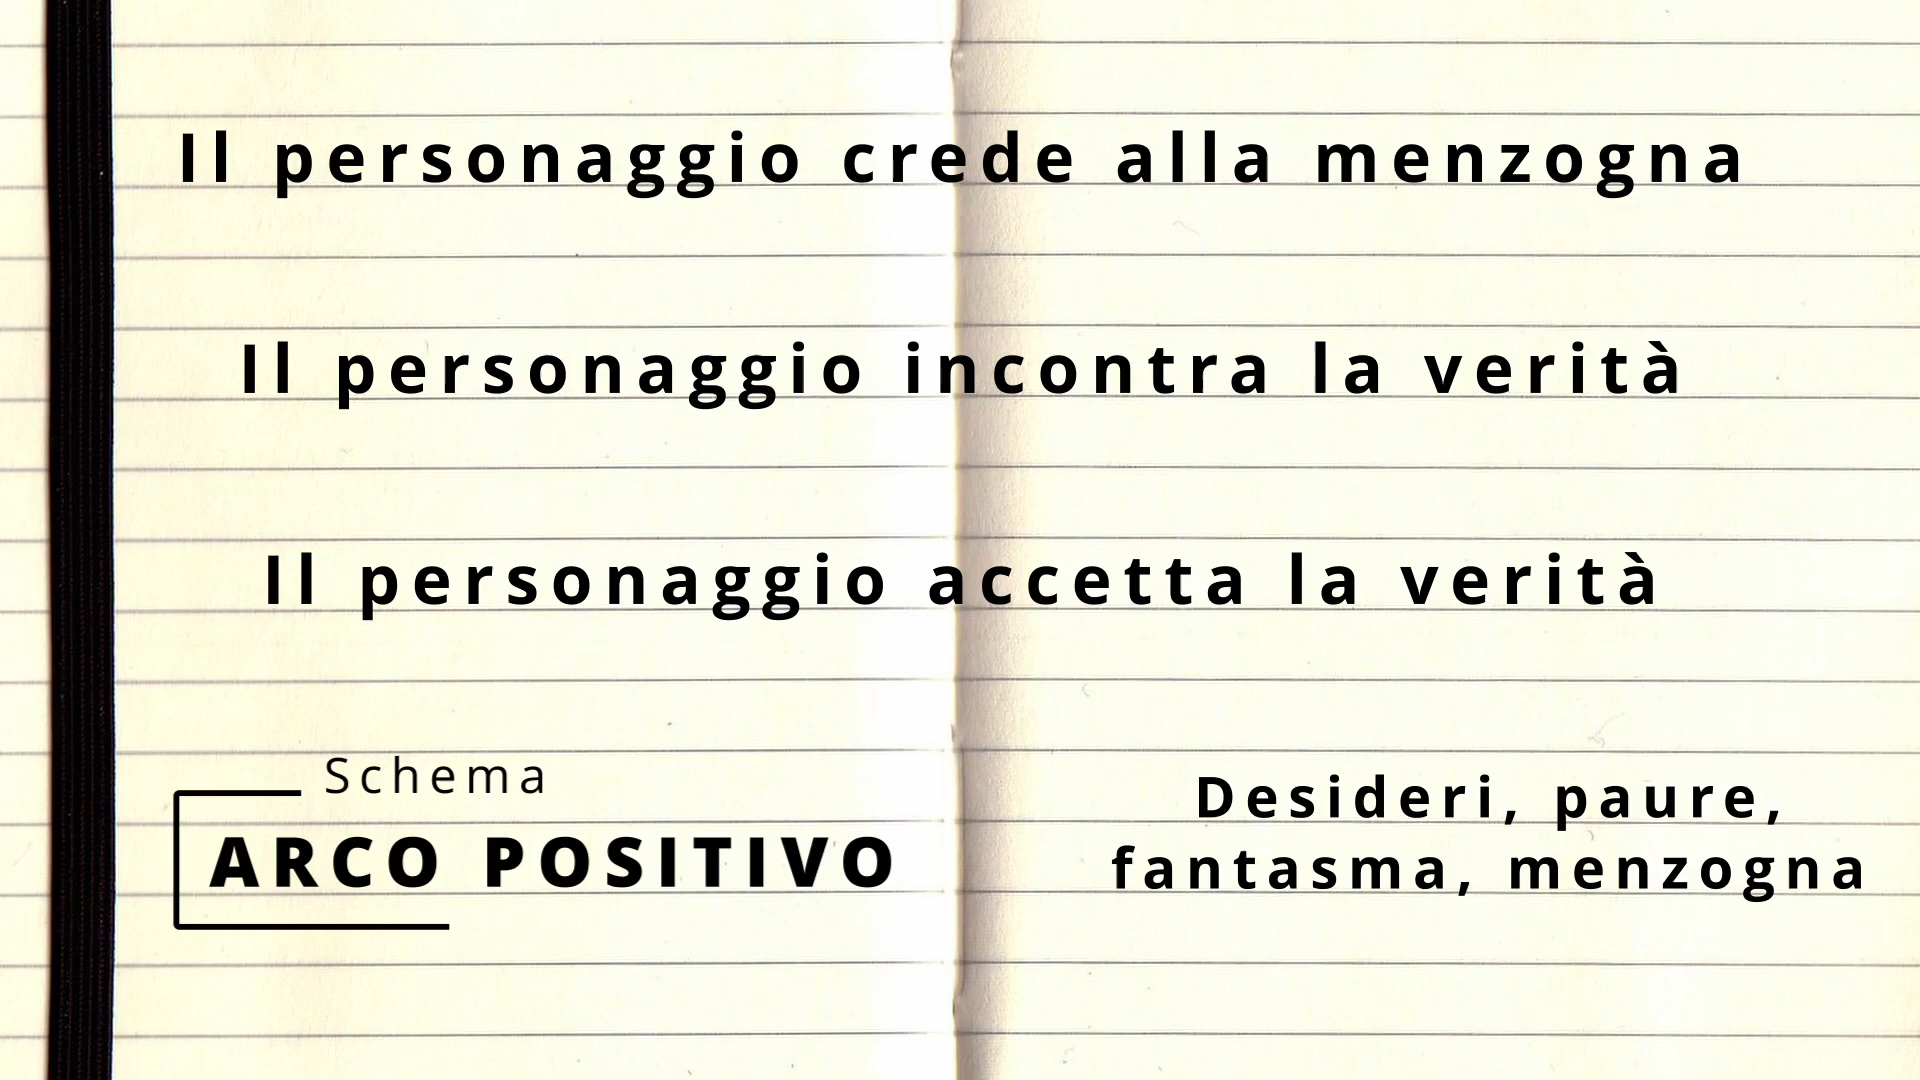 Il personaggio crede alla menzogna
Il personaggio incontra la verità
Il personaggio accetta la verità
Schema
ARCO POSITIVO
Desideri, paure,
fantasma, menzogna